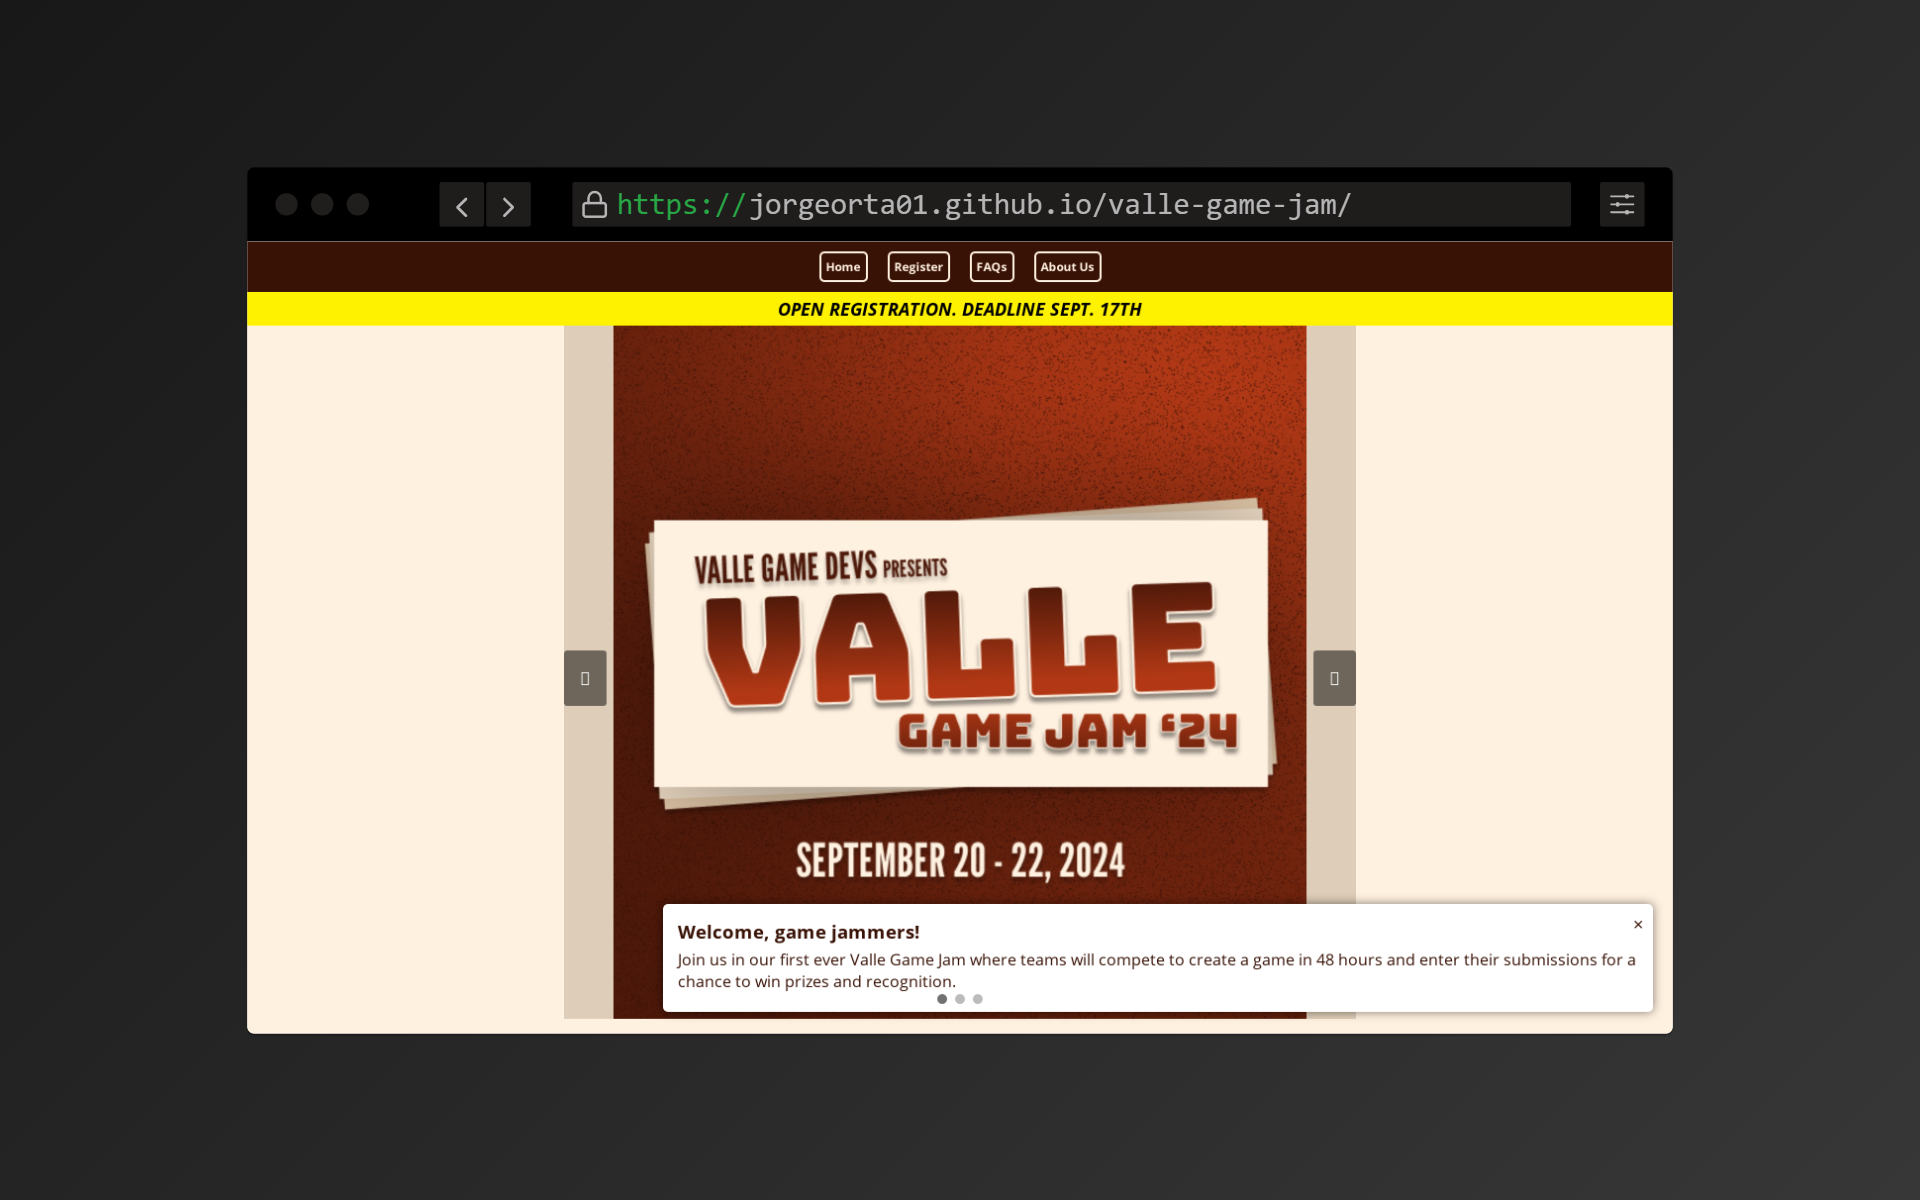 https://jorgeorta01.github.io/valle-game-jam/
Home Register FAQs About Us
OPEN REGISTRATION. DEADLINE SEPT. 17TH
VALLE GAME DEVS PRESENTS
VALLE
GAME JAM ‘24
SEPTEMBER 20 - 22, 2024
Welcome, game jammers!
×
Join us in our first ever Valle Game Jam where teams will compete to create a game in 48 hours and enter their submissions for a
chance to win prizes and recognition.